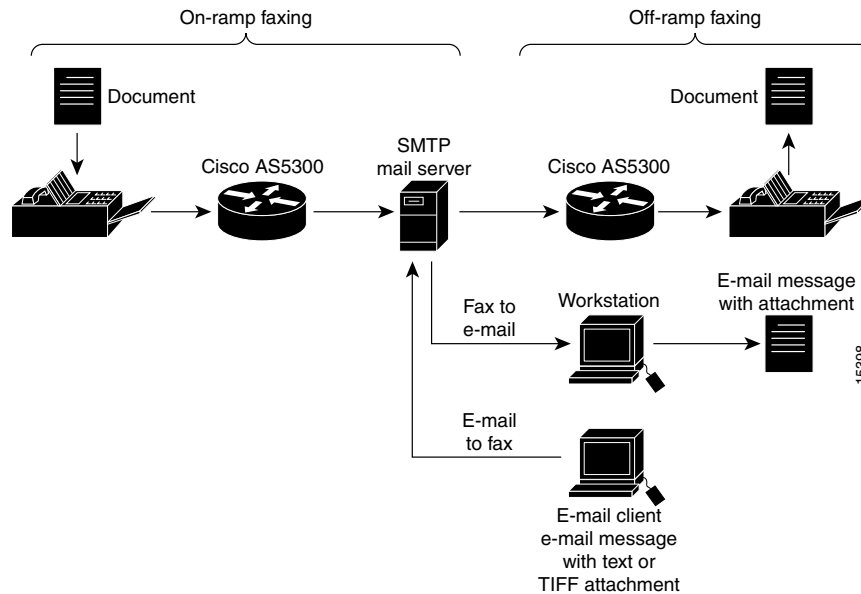 On-ramp faxing
Off-ramp faxing
Document
Document
Cisco AS5300
SMTP
mail server
Cisco AS5300
Fax to
e-mail
Workstation
E-mail message
with attachment
15398
E-mail
to fax
E-mail client
e-mail message
with text or
TIFF attachment